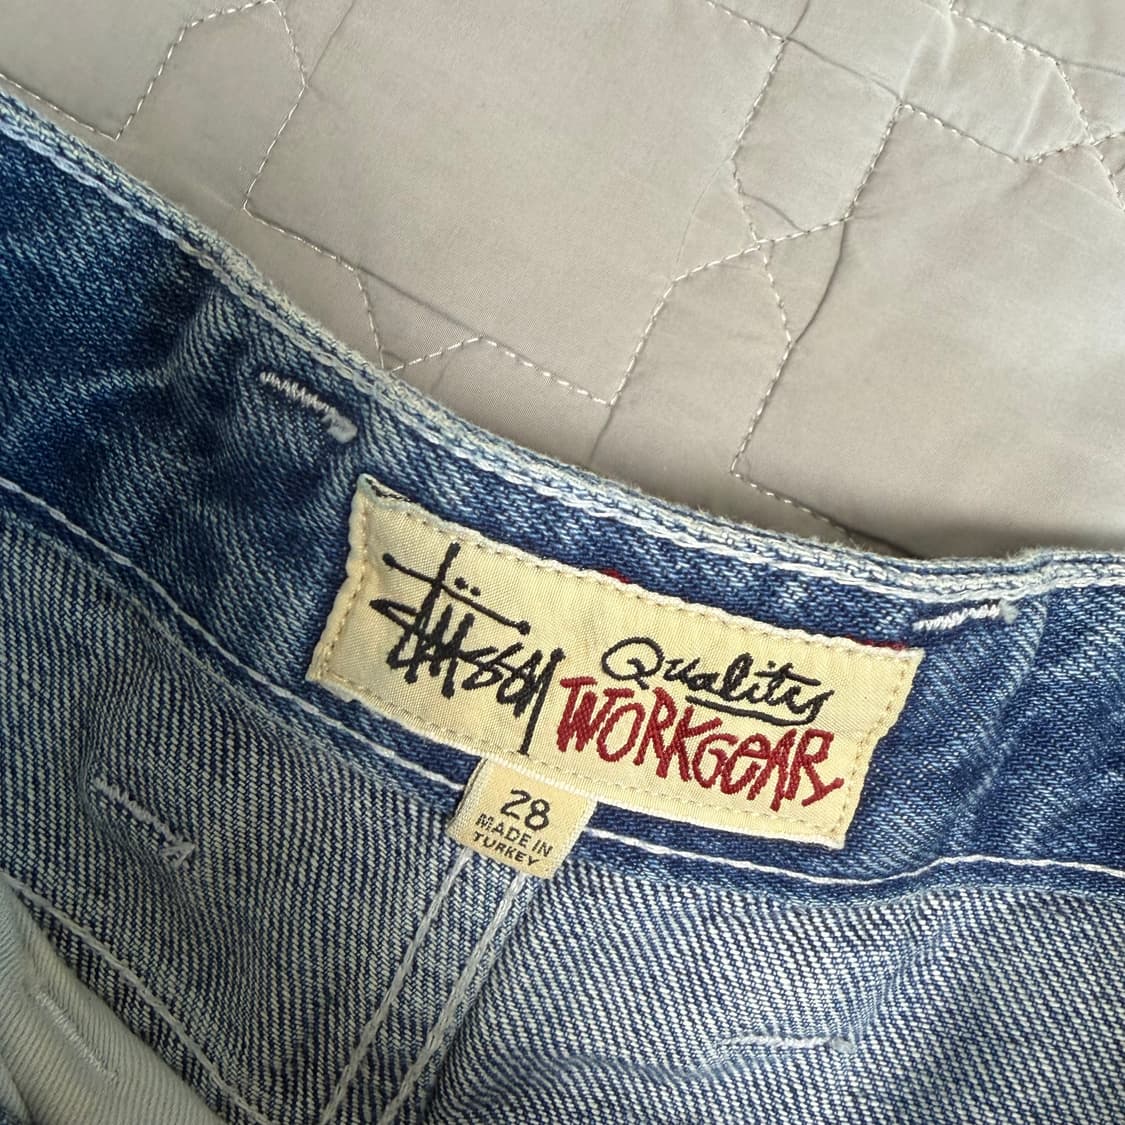 Stüssy
Quality
WORKGEAR
28
MADE IN
TURKEY